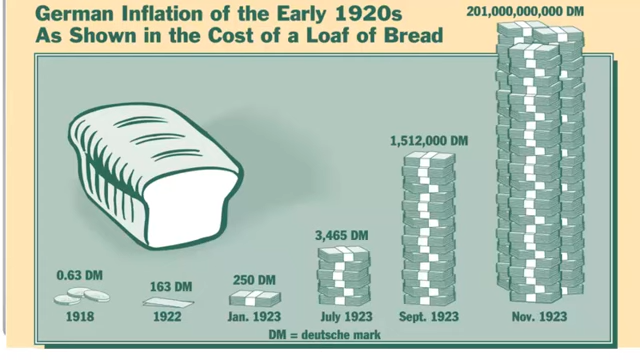 German Inflation of the Early 1920s
As Shown in the Cost of a Loaf of Bread
201,000,000,000 DM
1,512,000 DM
3,465 DM
0.63 DM
163 DM
250 DM
1918
1922
Jan. 1923
July 1923
Sept. 1923
Nov. 1923
DM = deutsche mark